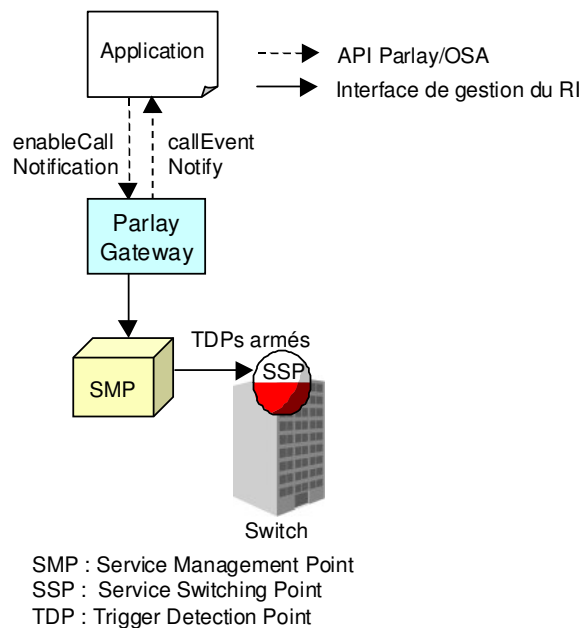 Application
API Parlay/OSA
Interface de gestion du RI
enableCall
Notification
callEvent
Notify
Parlay
Gateway
TDPs armés
SMP
SSP
Switch
SMP : Service Management Point
SSP : Service Switching Point
TDP : Trigger Detection Point